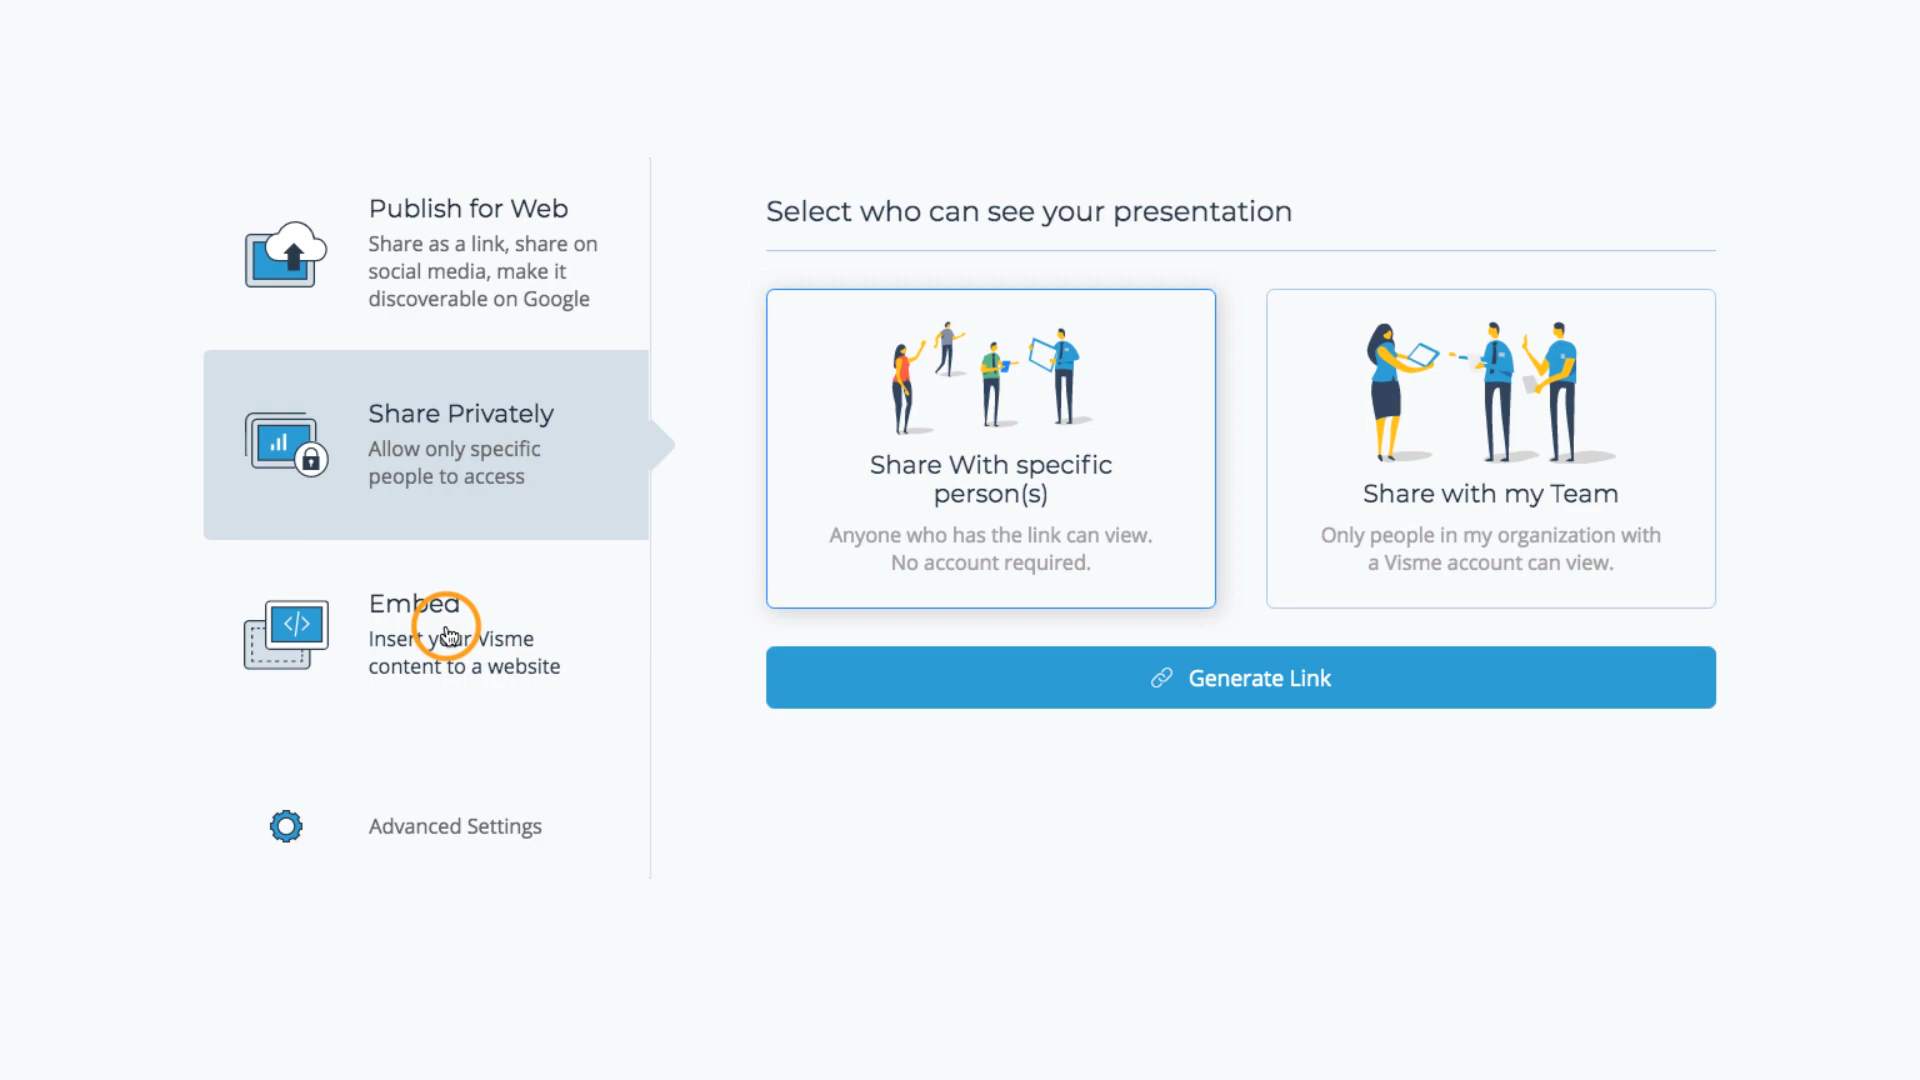 Publish for Web
Share as a link, share on
social media, make it
discoverable on Google
Share Privately
Allow only specific
people to access
Embed
Insert your Visme
content to a website
Advanced Settings
Select who can see your presentation
Share With specific
person(s)
Anyone who has the link can view.
No account required.
Share with my Team
Only people in my organization with
a Visme account can view.
Generate Link